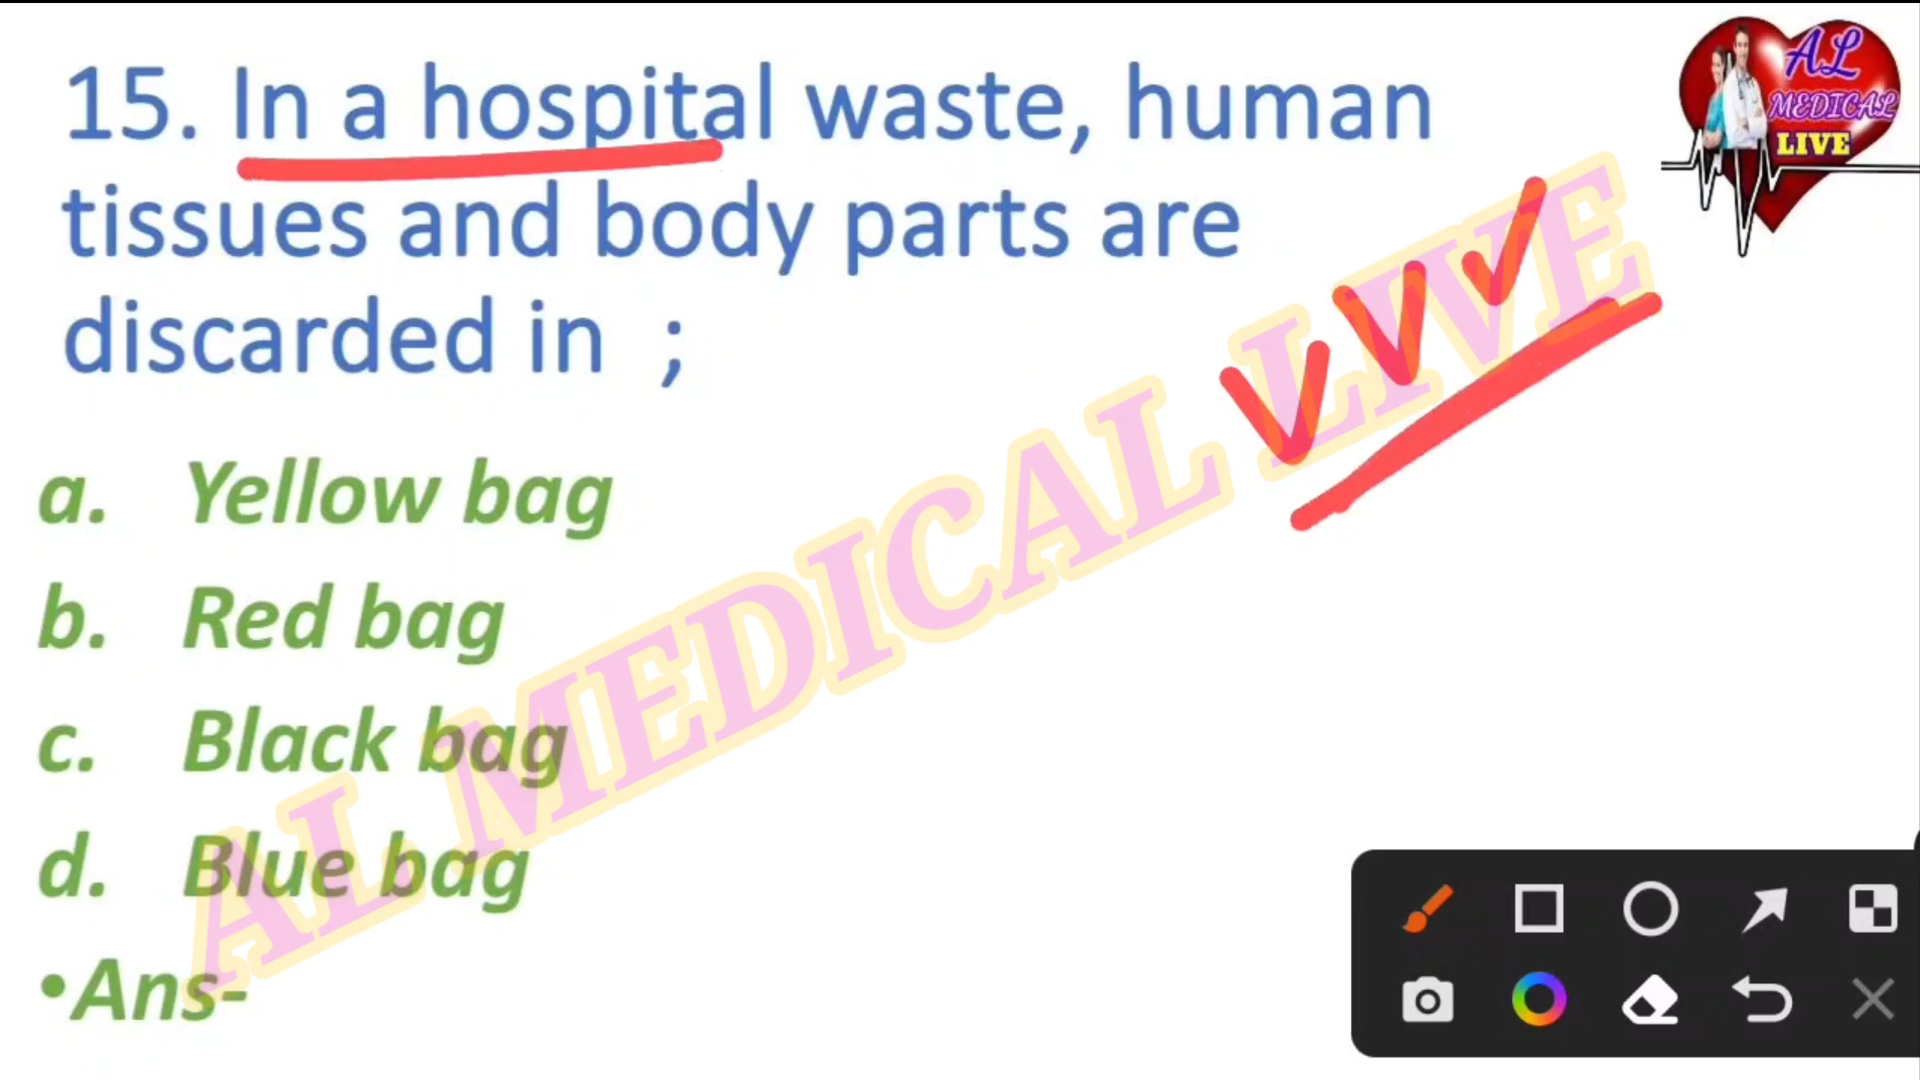 15. In a hospital waste, human
tissues and body parts are
discarded in ;
a. Yellow bag
b. Red bag
c. Black bag
d. Blue bag
•Ans-
AL MEDICAL LIVE
AL
MEDICAL
LIVE